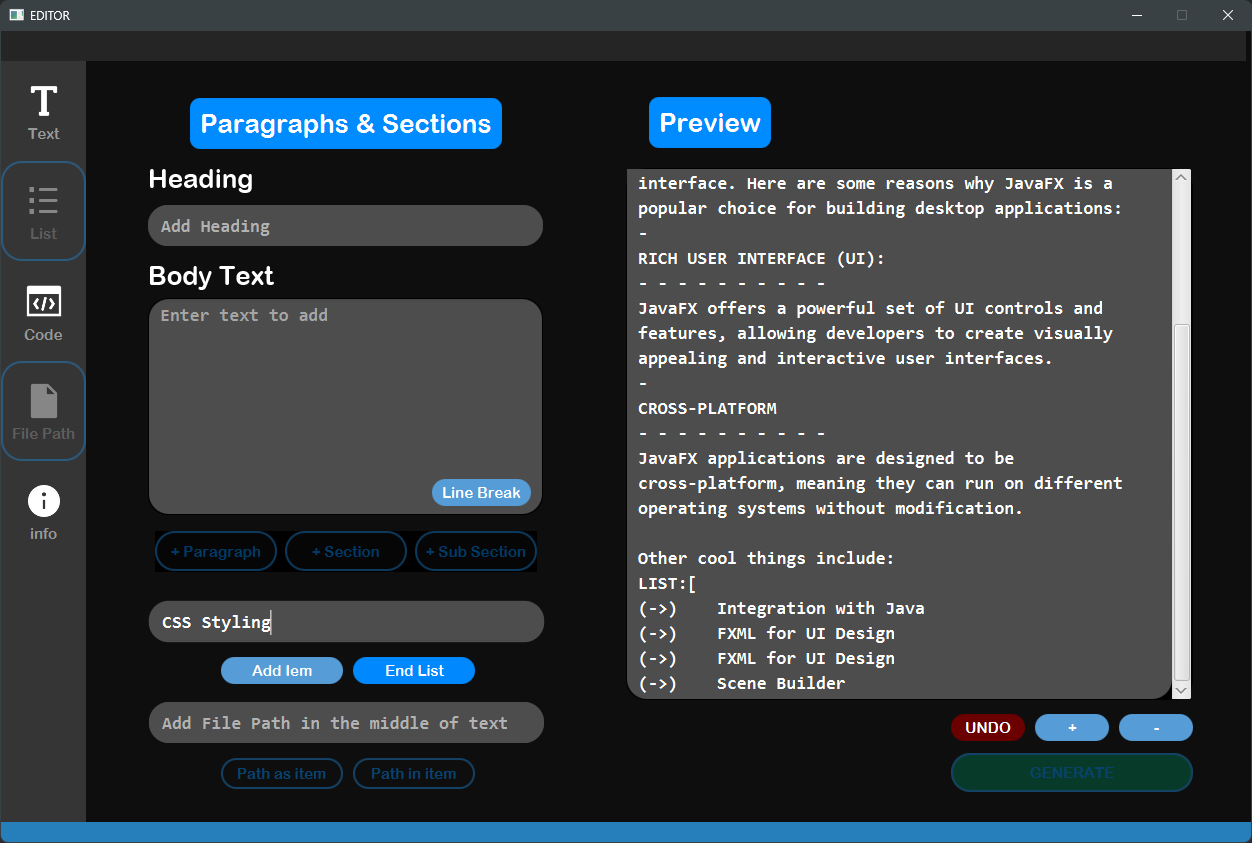 EDITOR
Text
List
Code
File Path
info
Paragraphs & Sections
Heading
Add Heading
Body Text
Enter text to add
Line Break
+ Paragraph
+ Section
+ Sub Section
CSS Styling
Add Iem
End List
Add File Path in the middle of text
Path as item
Path in item
Preview
interface. Here are some reasons why JavaFX is a
popular choice for building desktop applications:
-
RICH USER INTERFACE (UI):
- - - - - - - - - -
JavaFX offers a powerful set of UI controls and
features, allowing developers to create visually
appealing and interactive user interfaces.
-
CROSS-PLATFORM
- - - - - - - - - -
JavaFX applications are designed to be
cross-platform, meaning they can run on different
operating systems without modification.
Other cool things include:
LIST:[
(->) Integration with Java
(->) FXML for UI Design
(->) FXML for UI Design
(->) Scene Builder
UNDO
+
-
GENERATE